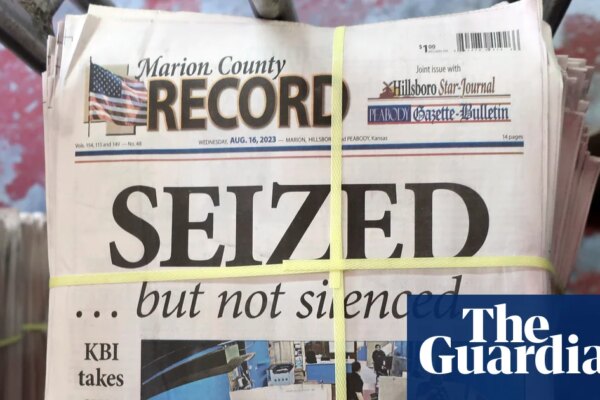 $1.00
Marion County
RECORD
Joint issue with
Hillsboro Star-Journal
PEABODY Gazette-Bulletin
Vols. 154, 115 and 149 — No. 48
WEDNESDAY, AUG. 16, 2023 — MARION, HILLSBORO and PEABODY, Kansas
14 pages
SEIZED
... but not silenced
KBI
takes
The
Guardian